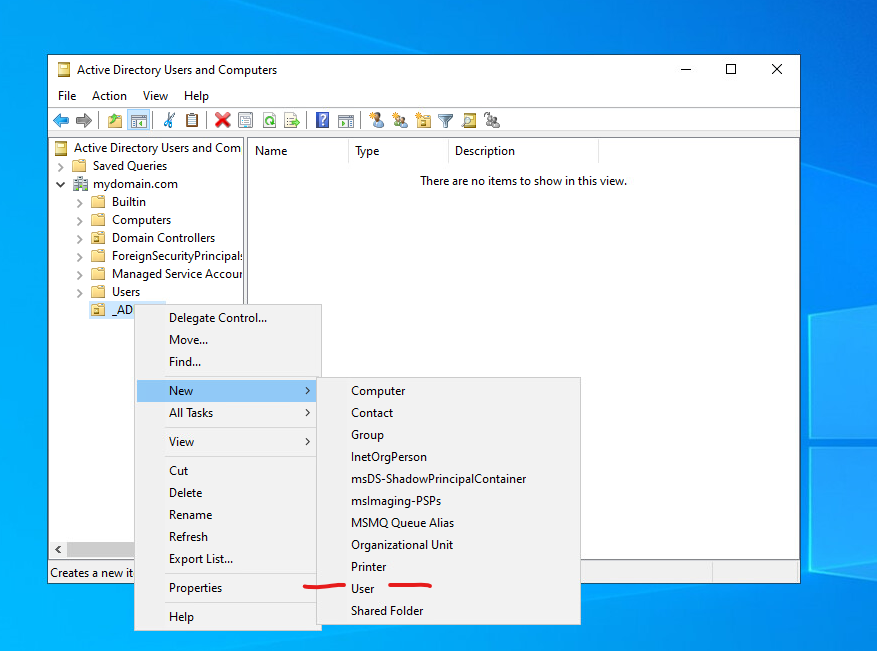 Active Directory Users and Computers
File Action View Help
Active Directory Users and Com
Name Type Description
Saved Queries
There are no items to show in this view.
mydomain.com
Builtin
Computers
Domain Controllers
ForeignSecurityPrincipals
Managed Service Accour
Users
_AD
Delegate Control...
Move...
Find...
New
All Tasks
View
Cut
Delete
Rename
Refresh
Export List...
Properties
Help
Computer
Contact
Group
InetOrgPerson
msDS-ShadowPrincipalContainer
msImaging-PSPs
MSMQ Queue Alias
Organizational Unit
Printer
User
Shared Folder
Creates a new it